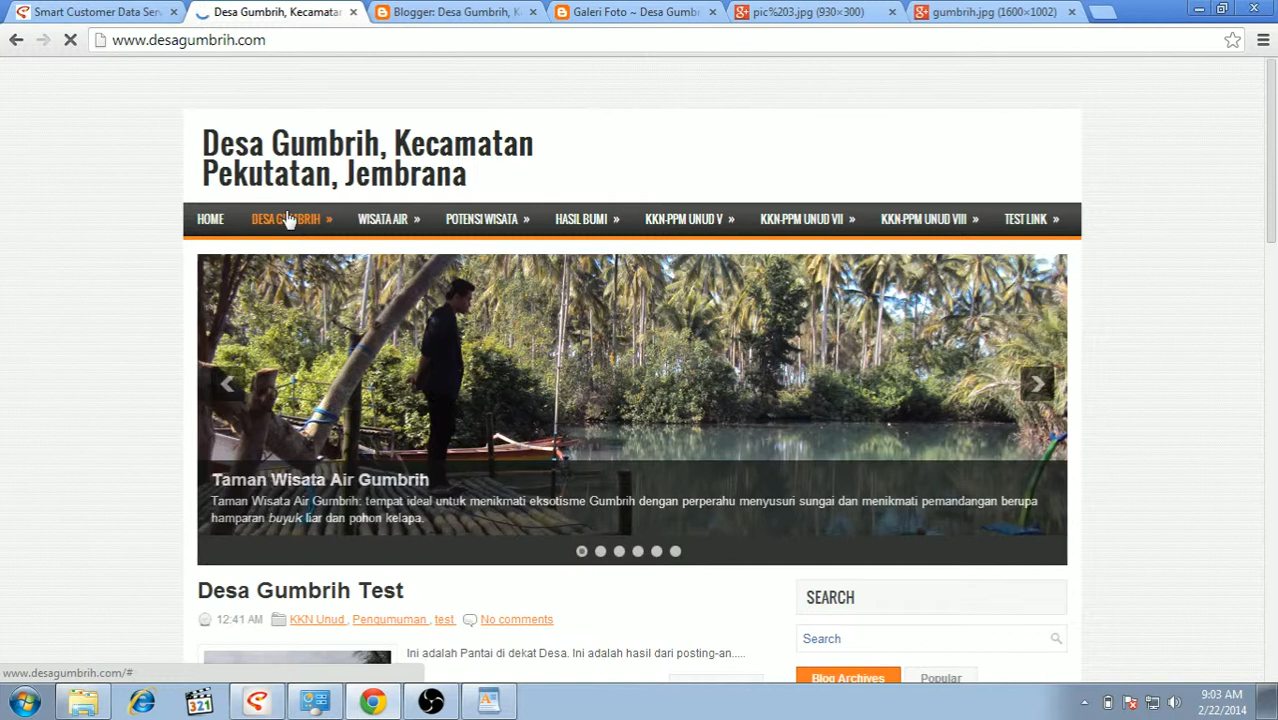 Smart Customer Data Serv
Desa Gumbrih, Kecamatan
Blogger: Desa Gumbrih, K
Galeri Foto ~ Desa Gumb
pic%203.jpg (930×300)
gumbrih.jpg (1600×1002)
www.desagumbrih.com
Desa Gumbrih, Kecamatan
Pekutatan, Jembrana
HOME DESA GUMBRIH » WISATA AIR » POTENSI WISATA » HASIL BUMI » KKN-PPM UNUD V » KKN-PPM UNUD VII » KKN-PPM UNUD VIII » TEST LINK »
Taman Wisata Air Gumbrih
Taman Wisata Air Gumbrih: tempat ideal untuk menikmati eksotisme Gumbrih dengan perperahu menyusuri sungai dan menikmati pemandangan berupa
hamparan buyuk liar dan pohon kelapa.
Desa Gumbrih Test
12:41 AM KKN Unud , Pengumuman , test No comments
Ini adalah Pantai di dekat Desa. Ini adalah hasil dari posting-an.....
SEARCH
Search
Blog Archives Popular
www.desagumbrih.com/#
321
9:03 AM
2/22/2014